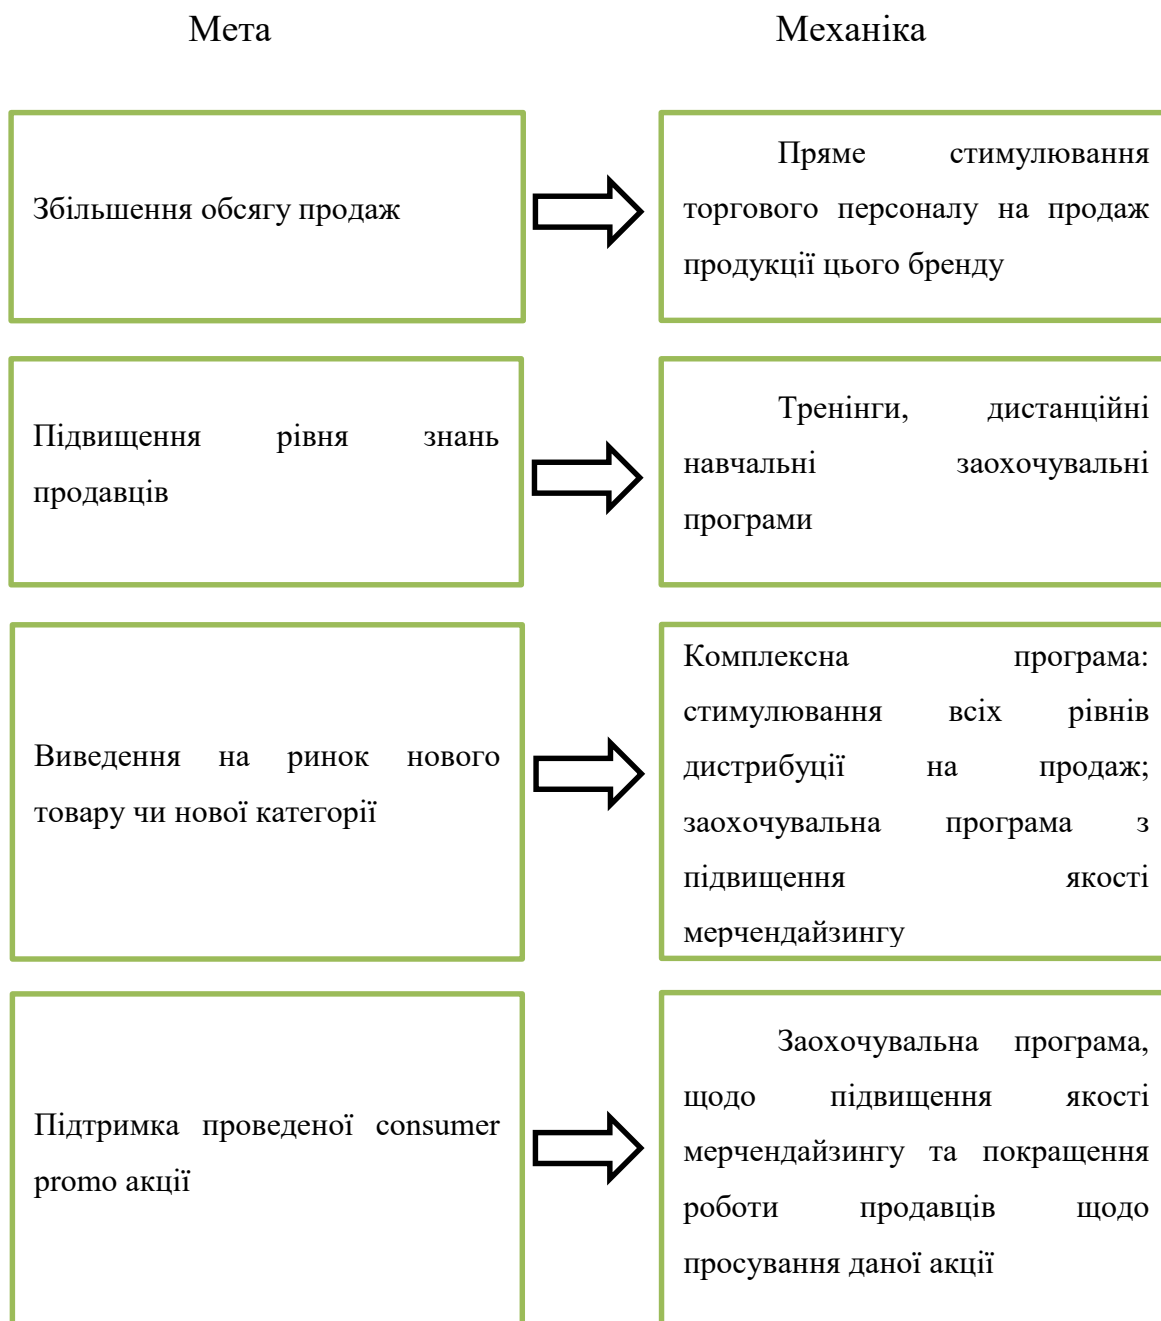 Мета
Механіка
Збільшення обсягу продаж
Пряме стимулювання
торгового персоналу на продаж
продукції цього бренду
Підвищення рівня знань
продавців
Тренінги, дистанційні
навчальні заохочувальні
програми
Виведення на ринок нового
товару чи нової категорії
Комплексна програма:
стимулювання всіх рівнів
дистрибуції на продаж;
заохочувальна програма з
підвищення якості
мерчендайзингу
Підтримка проведеної consumer
promo акції
Заохочувальна програма,
щодо підвищення якості
мерчендайзингу та покращення
роботи продавців щодо
просування даної акції